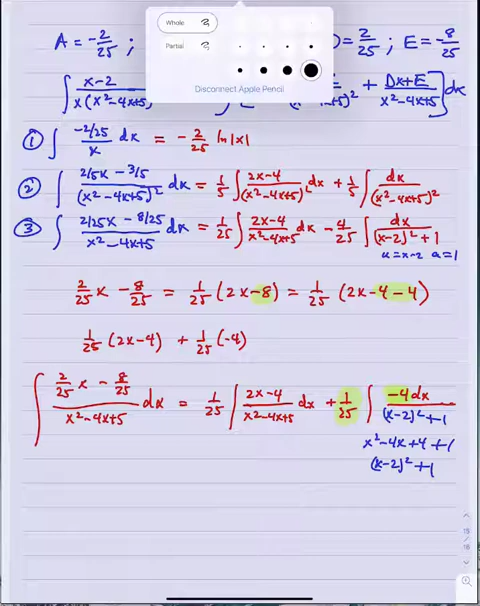 Whole
Partial
Disconnect Apple Pencil
A = -2/25 ; D = 2/25 ; E = -8/25
∫ (x-2)/(x(x²-4x+5) + (Dx+E)/(x²-4x+5)] dx
① ∫ (-2/25)/x dx = -2/25 ln|x|
② ∫ (2/5x - 3/5)/(x²-4x+5)² dx = 1/5 ∫ (2x-4)/(x²-4x+5)² dx + 1/5 ∫ dx/(x²-4x+5)²
③ ∫ (2/25x - 8/25)/(x²-4x+5) dx = 1/25 ∫ (2x-4)/(x²-4x+5) dx - 4/25 ∫ dx/((x-2)²+1)
u=x-2 a=1
2/25 x - 8/25 = 1/25 (2x-8) = 1/25 (2x-4-4)
1/25 (2x-4) + 1/25 (-4)
∫ (2/25 x - 8/25)/(x²-4x+5) dx = 1/25 ∫ (2x-4)/(x²-4x+5) dx + 1/25 ∫ -4dx/((x-2)²+1)
x²-4x+4+1
(x-2)²+1
15
/
16